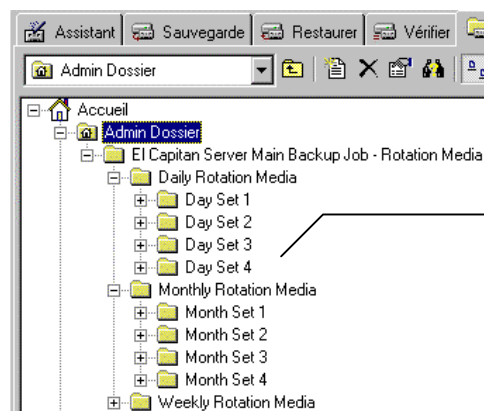 Assistant Sauvegarde Restaurer Vérifier
Admin Dossier
Accueil
Admin Dossier
El Capitan Server Main Backup Job - Rotation Media
Daily Rotation Media
Day Set 1
Day Set 2
Day Set 3
Day Set 4
Monthly Rotation Media
Month Set 1
Month Set 2
Month Set 3
Month Set 4
Weekly Rotation Media